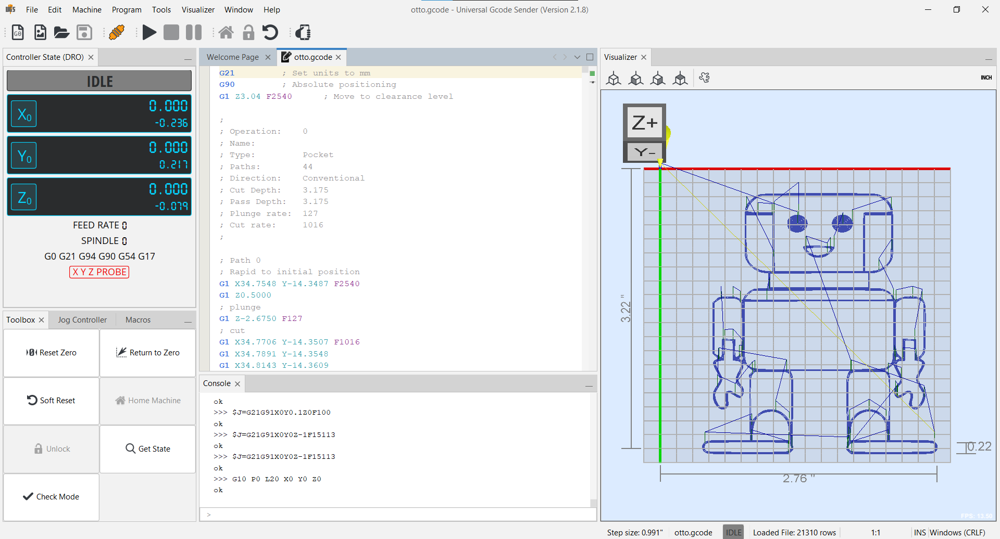 UGS File Edit Machine Program Tools Visualizer Window Help
otto.gcode - Universal Gcode Sender (Version 2.1.8)
G0
Controller State (DRO)
IDLE
X0 0.000
-0.236
Y0 0.000
0.217
Z0 0.000
-0.079
FEED RATE 0
SPINDLE 0
G0 G21 G94 G90 G54 G17
X Y Z PROBE
Toolbox Jog Controller Macros
Reset Zero Return to Zero
Soft Reset Home Machine
Unlock Get State
Check Mode
Welcome Page otto.gcode
G21 ; Set units to mm
G90 ; Absolute positioning
G1 Z3.04 F2540 ; Move to clearance level
;
; Operation: 0
; Name:
; Type: Pocket
; Paths: 44
; Direction: Conventional
; Cut Depth: 3.175
; Pass Depth: 3.175
; Plunge rate: 127
; Cut rate: 1016
;
; Path 0
; Rapid to initial position
G1 X34.7548 Y-14.3487 F2540
G1 Z0.5000
; plunge
G1 Z-2.6750 F127
; cut
G1 X34.7706 Y-14.3507 F1016
G1 X34.7891 Y-14.3548
G1 X34.8143 Y-14.3609
Console
ok
>>> $J=G21G91X0Y0.1Z0F100
ok
>>> $J=G21G91X0Y0Z-1F15113
ok
>>> $J=G21G91X0Y0Z-1F15113
ok
>>> G10 P0 L20 X0 Y0 Z0
ok
>
Visualizer
INCH
Z+
Y-
3.22 "
0.22
2.76 "
FPS: 13.50
Step size: 0.991" otto.gcode IDLE Loaded File: 21310 rows 1:1 INS Windows (CRLF)